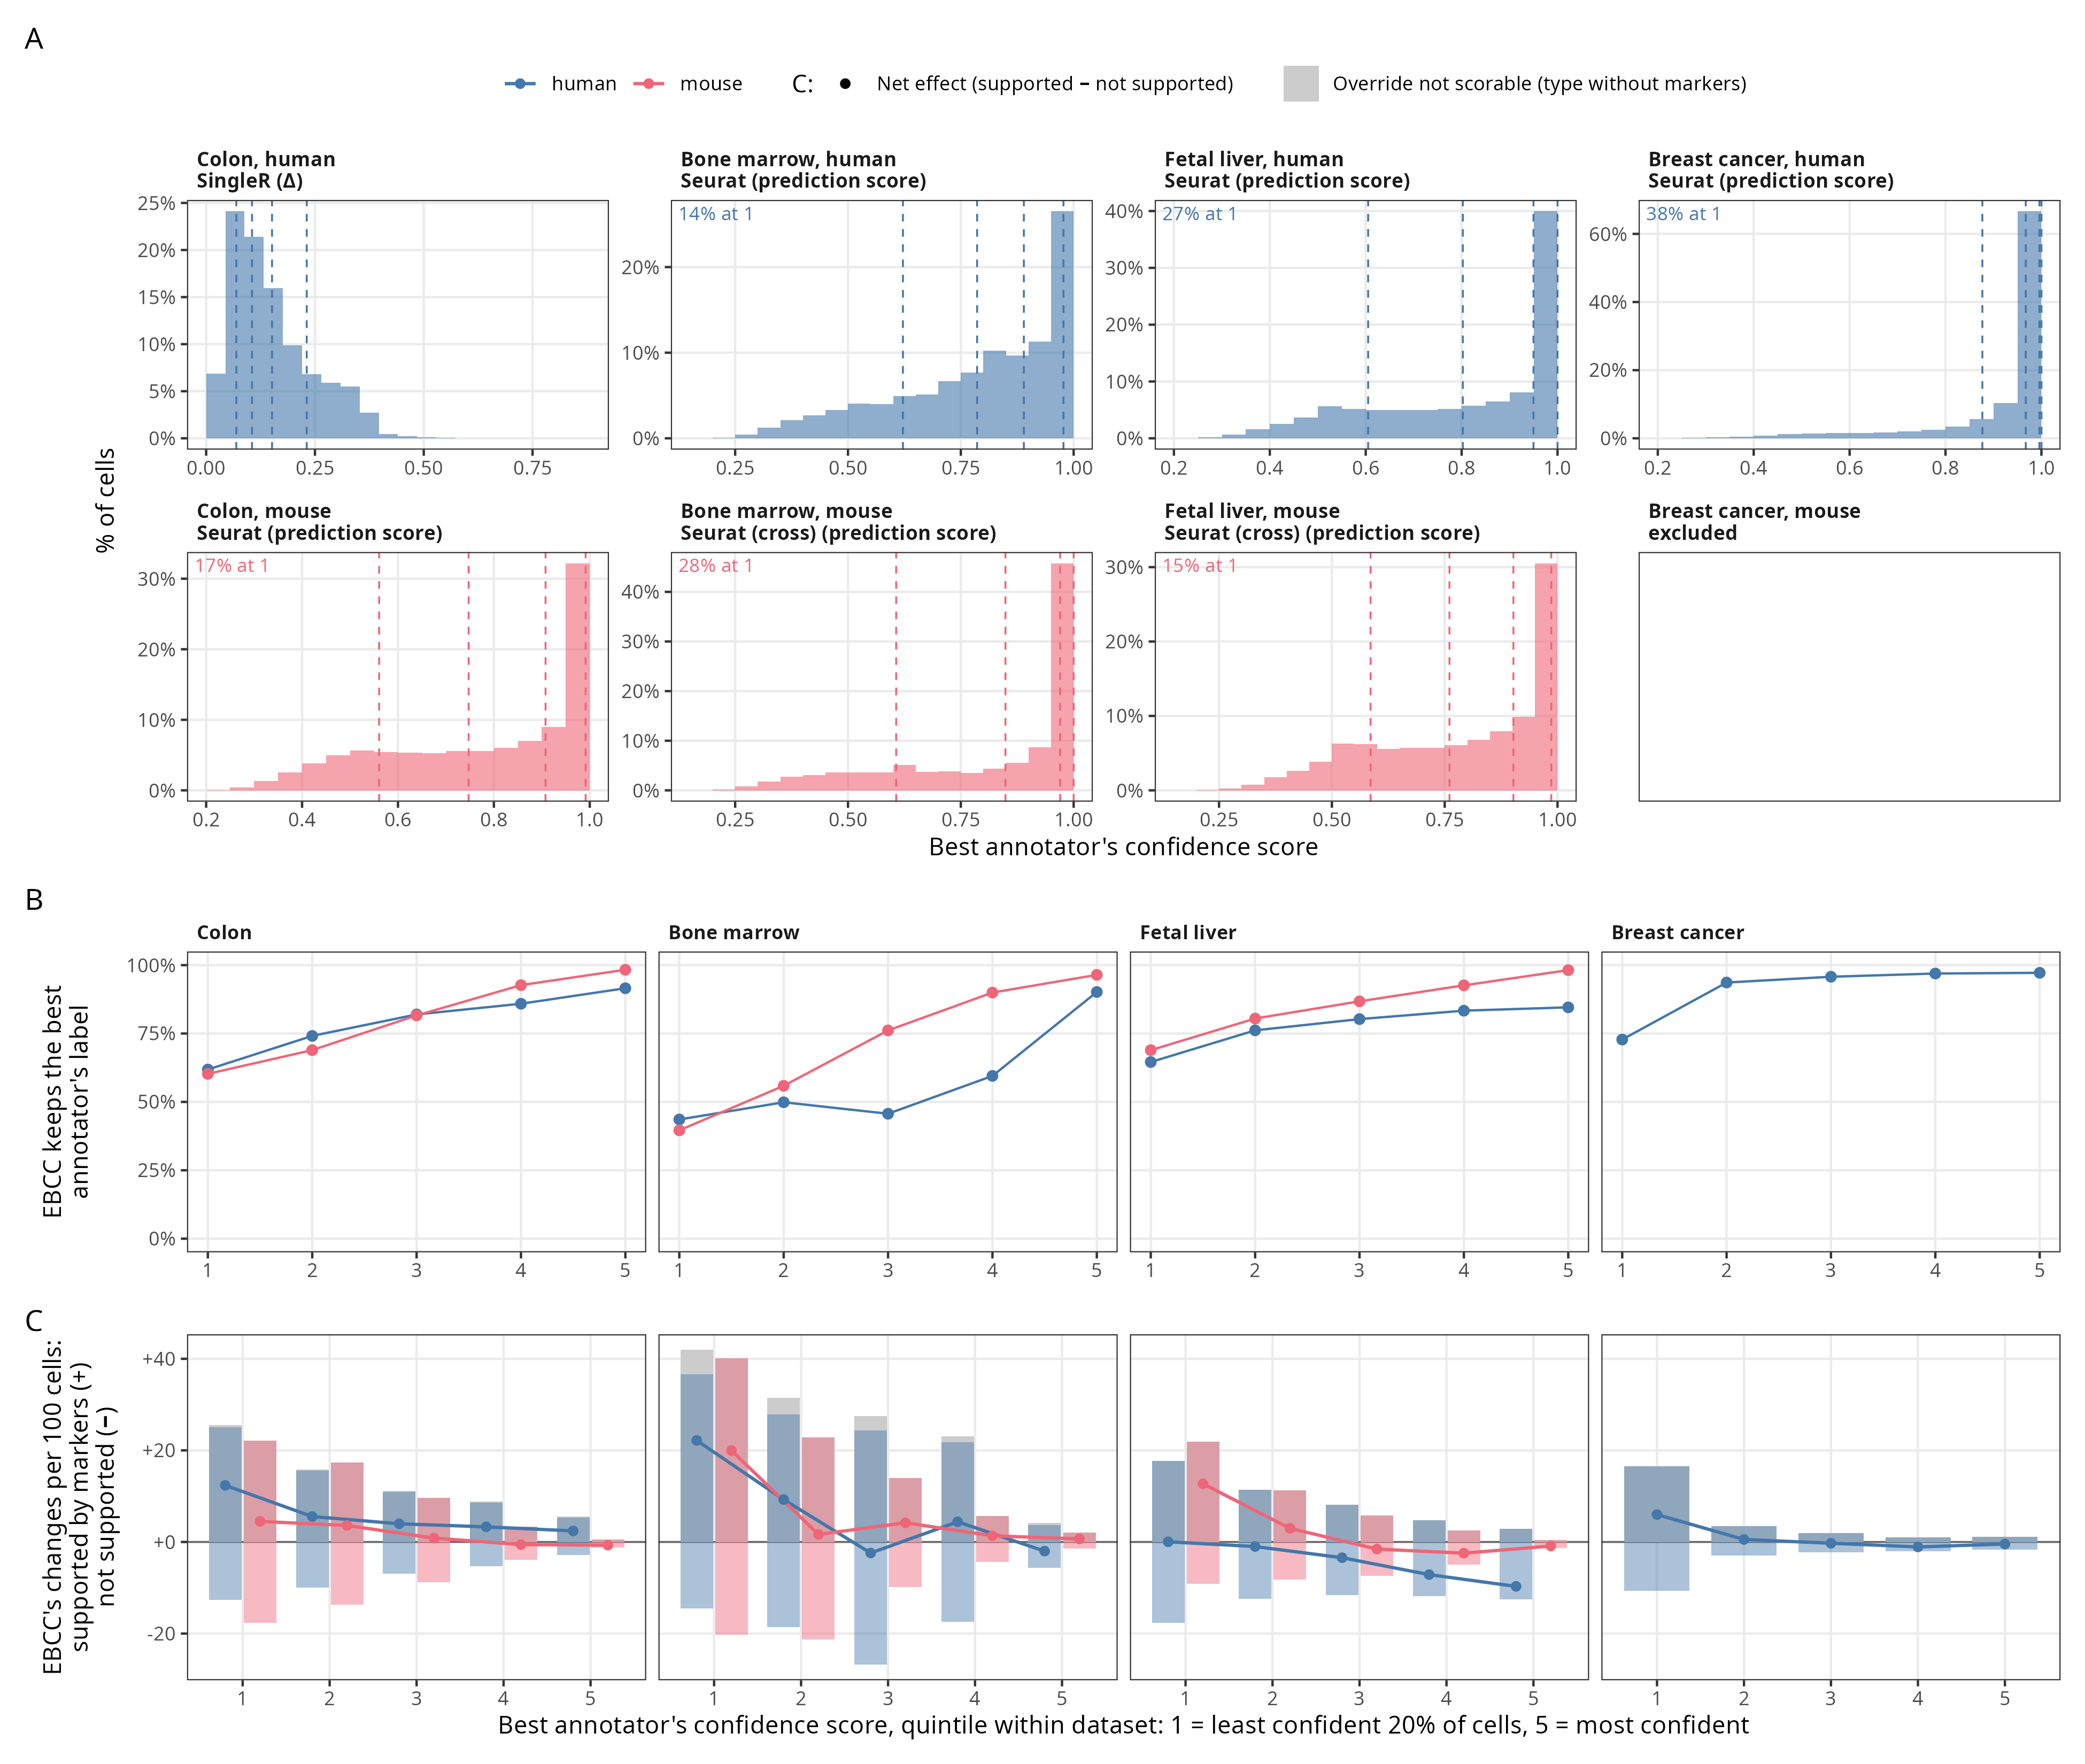 A
human
mouse
C:
Net effect (supported − not supported)
Override not scorable (type without markers)
Colon, human
SingleR (Δ)
Bone marrow, human
Seurat (prediction score)
Fetal liver, human
Seurat (prediction score)
Breast cancer, human
Seurat (prediction score)
25%
20%
15%
10%
5%
0%
0.00
0.25
0.50
0.75
14% at 1
20%
10%
0%
0.25
0.50
0.75
1.00
27% at 1
40%
30%
20%
10%
0%
0.2
0.4
0.6
0.8
1.0
38% at 1
60%
40%
20%
0%
0.2
0.4
0.6
0.8
1.0
% of cells
Colon, mouse
Seurat (prediction score)
Bone marrow, mouse
Seurat (cross) (prediction score)
Fetal liver, mouse
Seurat (cross) (prediction score)
Breast cancer, mouse
excluded
17% at 1
30%
20%
10%
0%
0.2
0.4
0.6
0.8
1.0
28% at 1
40%
30%
20%
10%
0%
0.25
0.50
0.75
1.00
15% at 1
30%
20%
10%
0%
0.25
0.50
0.75
1.00
Best annotator's confidence score
B
Colon
Bone marrow
Fetal liver
Breast cancer
EBCC keeps the best
annotator's label
100%
75%
50%
25%
0%
1
2
3
4
5
1
2
3
4
5
1
2
3
4
5
1
2
3
4
5
C
EBCC's changes per 100 cells:
supported by markers (+)
not supported (−)
+40
+20
+0
-20
1
2
3
4
5
1
2
3
4
5
1
2
3
4
5
1
2
3
4
5
Best annotator's confidence score, quintile within dataset: 1 = least confident 20% of cells, 5 = most confident